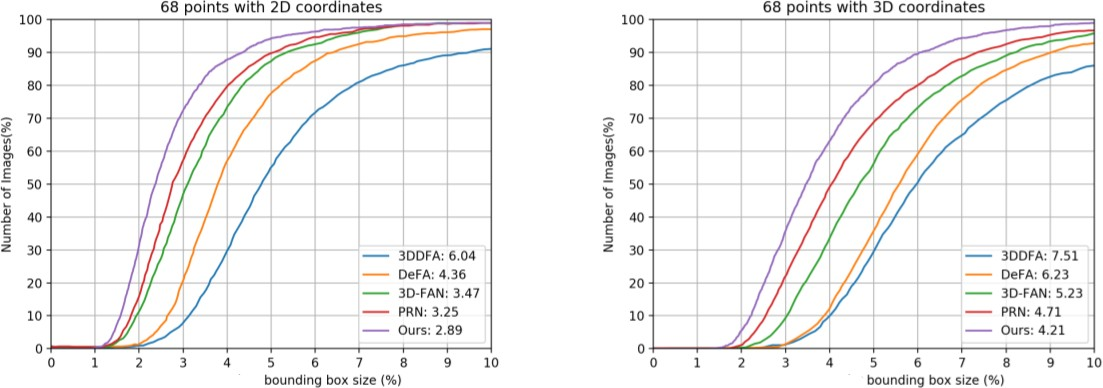 68 points with 2D coordinates
Number of Images(%)
100
90
80
70
60
50
40
30
20
10
0
3DDFA: 6.04
DeFA: 4.36
3D-FAN: 3.47
PRN: 3.25
Ours: 2.89
0 1 2 3 4 5 6 7 8 9 10
bounding box size (%)
68 points with 3D coordinates
Number of Images(%)
100
90
80
70
60
50
40
30
20
10
0
3DDFA: 7.51
DeFA: 6.23
3D-FAN: 5.23
PRN: 4.71
Ours: 4.21
0 1 2 3 4 5 6 7 8 9 10
bounding box size (%)